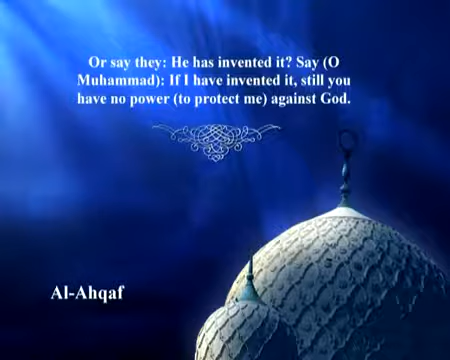 Or say they: He has invented it? Say (O
Muhammad): If I have invented it, still you
have no power (to protect me) against God.
Al-Ahqaf